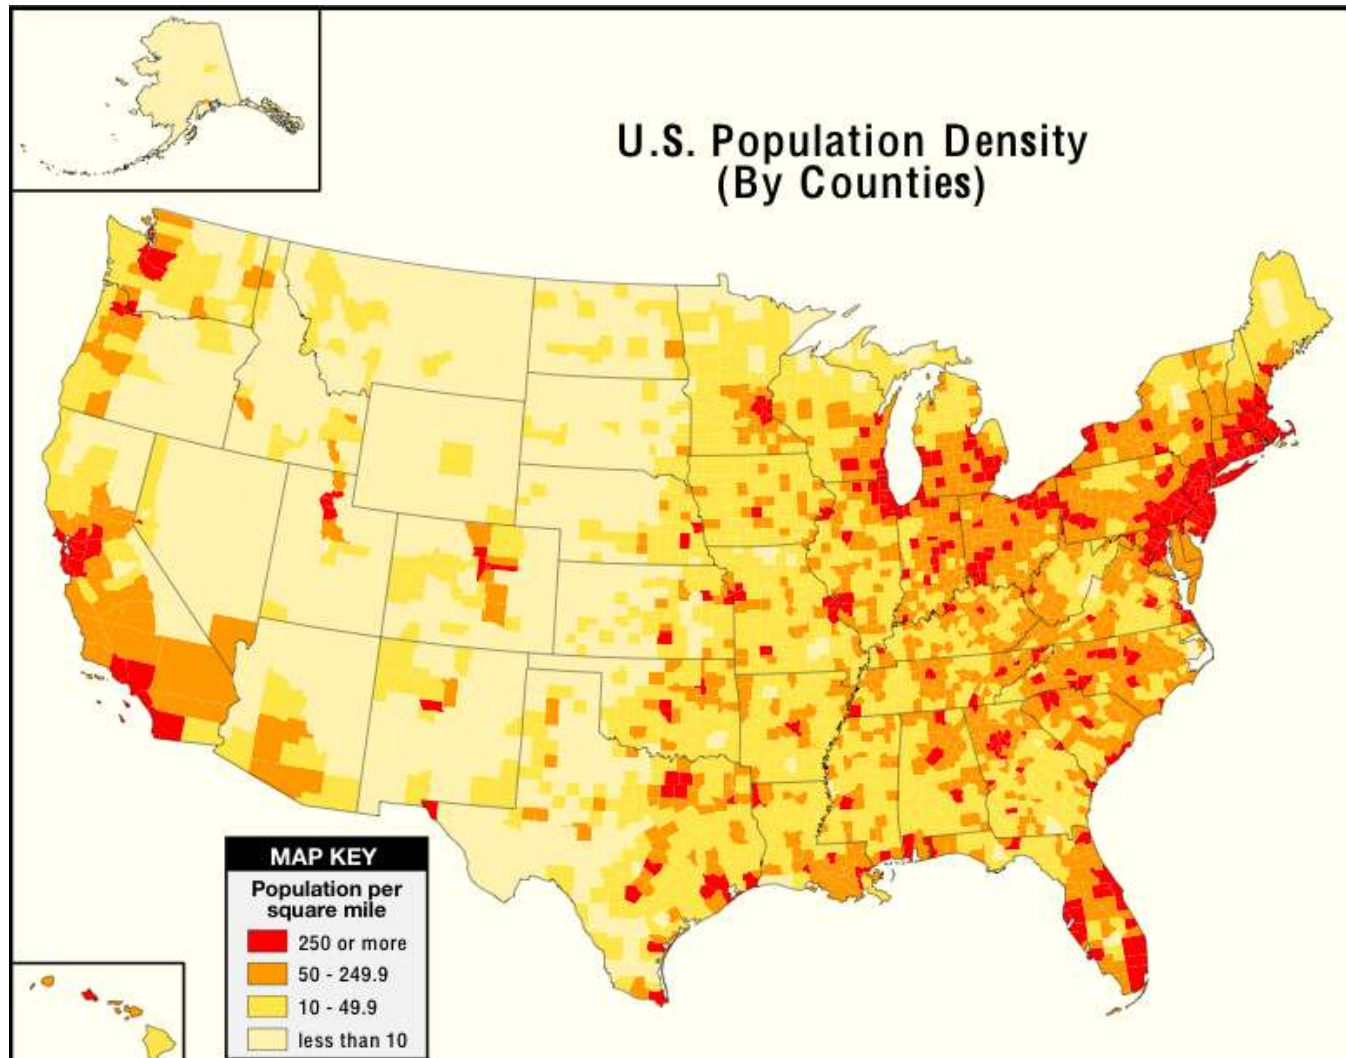 U.S. Population Density
(By Counties)
MAP KEY
Population per
square mile
250 or more
50 - 249.9
10 - 49.9
less than 10